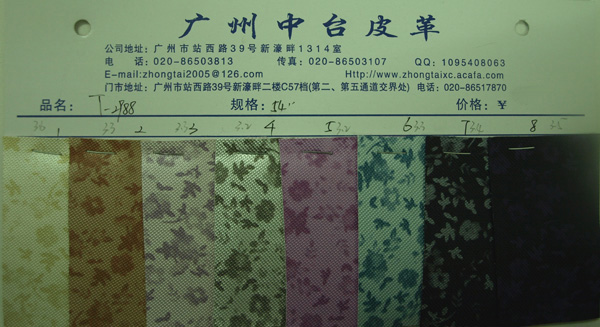 广州中台皮革
公司地址：广州市站西路39号新濠畔1314室
电 话：020-86503813 传真：020-86503107 QQ：1095408063
E-mail:zhongtai2005@126.com Http://www.zhongtaixc.acafa.com
门市地址：广州市站西路39号新濠畔二楼C57档(第二、第五通道交界处) 电话：020-86517870
品名：T-2988 规格：54" 价格：¥
1 2 3 4 5 6 7 8